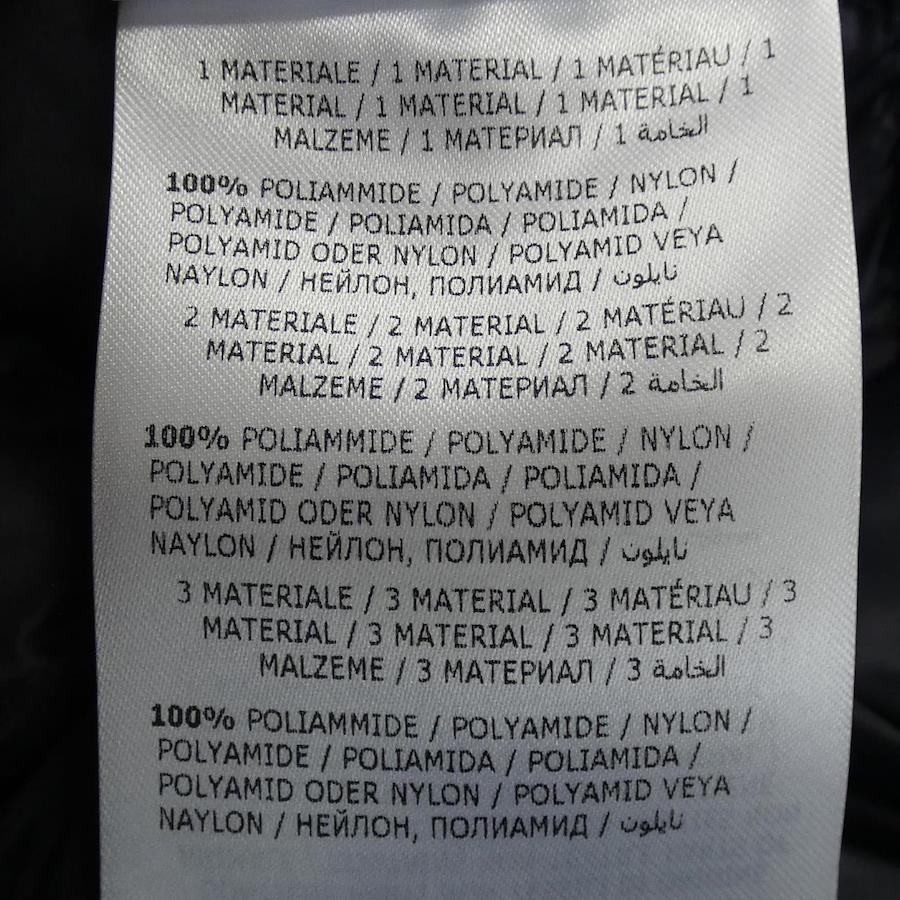 1 MATERIALE / 1 MATERIAL / 1 MATÉRIAU / 1
MATERIAL / 1 MATERIAL / 1 MATERIAL / 1
MALZEME / 1 МАТЕРИАЛ / 1 الخامة
100% POLIAMMIDE / POLYAMIDE / NYLON /
POLYAMIDE / POLIAMIDA / POLIAMIDA /
POLYAMID ODER NYLON / POLYAMID VEYA
NAYLON / НЕЙЛОН, ПОЛИАМИД / نايلون
2 MATERIALE / 2 MATERIAL / 2 MATÉRIAU / 2
MATERIAL / 2 MATERIAL / 2 MATERIAL / 2
MALZEME / 2 МАТЕРИАЛ / 2 الخامة
100% POLIAMMIDE / POLYAMIDE / NYLON /
POLYAMIDE / POLIAMIDA / POLIAMIDA /
POLYAMID ODER NYLON / POLYAMID VEYA
NAYLON / НЕЙЛОН, ПОЛИАМИД / نايلون
3 MATERIALE / 3 MATERIAL / 3 MATÉRIAU / 3
MATERIAL / 3 MATERIAL / 3 MATERIAL / 3
MALZEME / 3 МАТЕРИАЛ / 3 الخامة
100% POLIAMMIDE / POLYAMIDE / NYLON /
POLYAMIDE / POLIAMIDA / POLIAMIDA /
POLYAMID ODER NYLON / POLYAMID VEYA
NAYLON / НЕЙЛОН, ПОЛИАМИД / نايلون